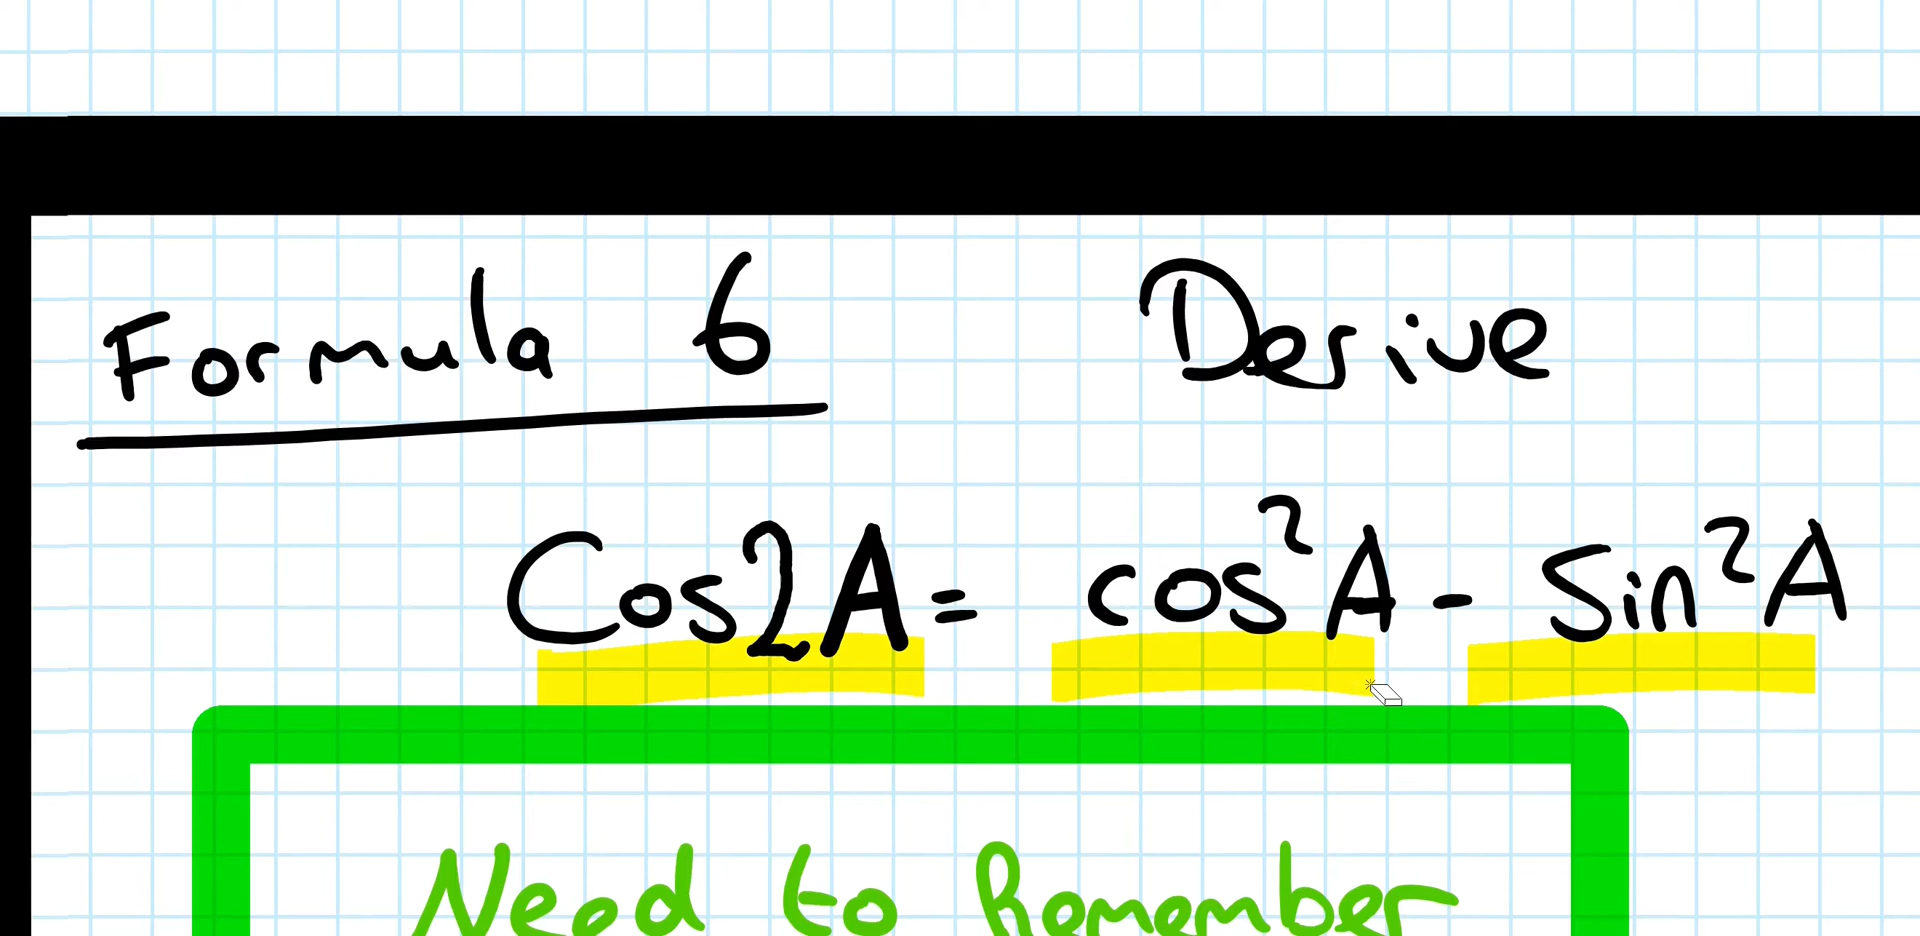 Formula 6 Derive
Cos2A = cos²A - Sin²A
Need to Remember